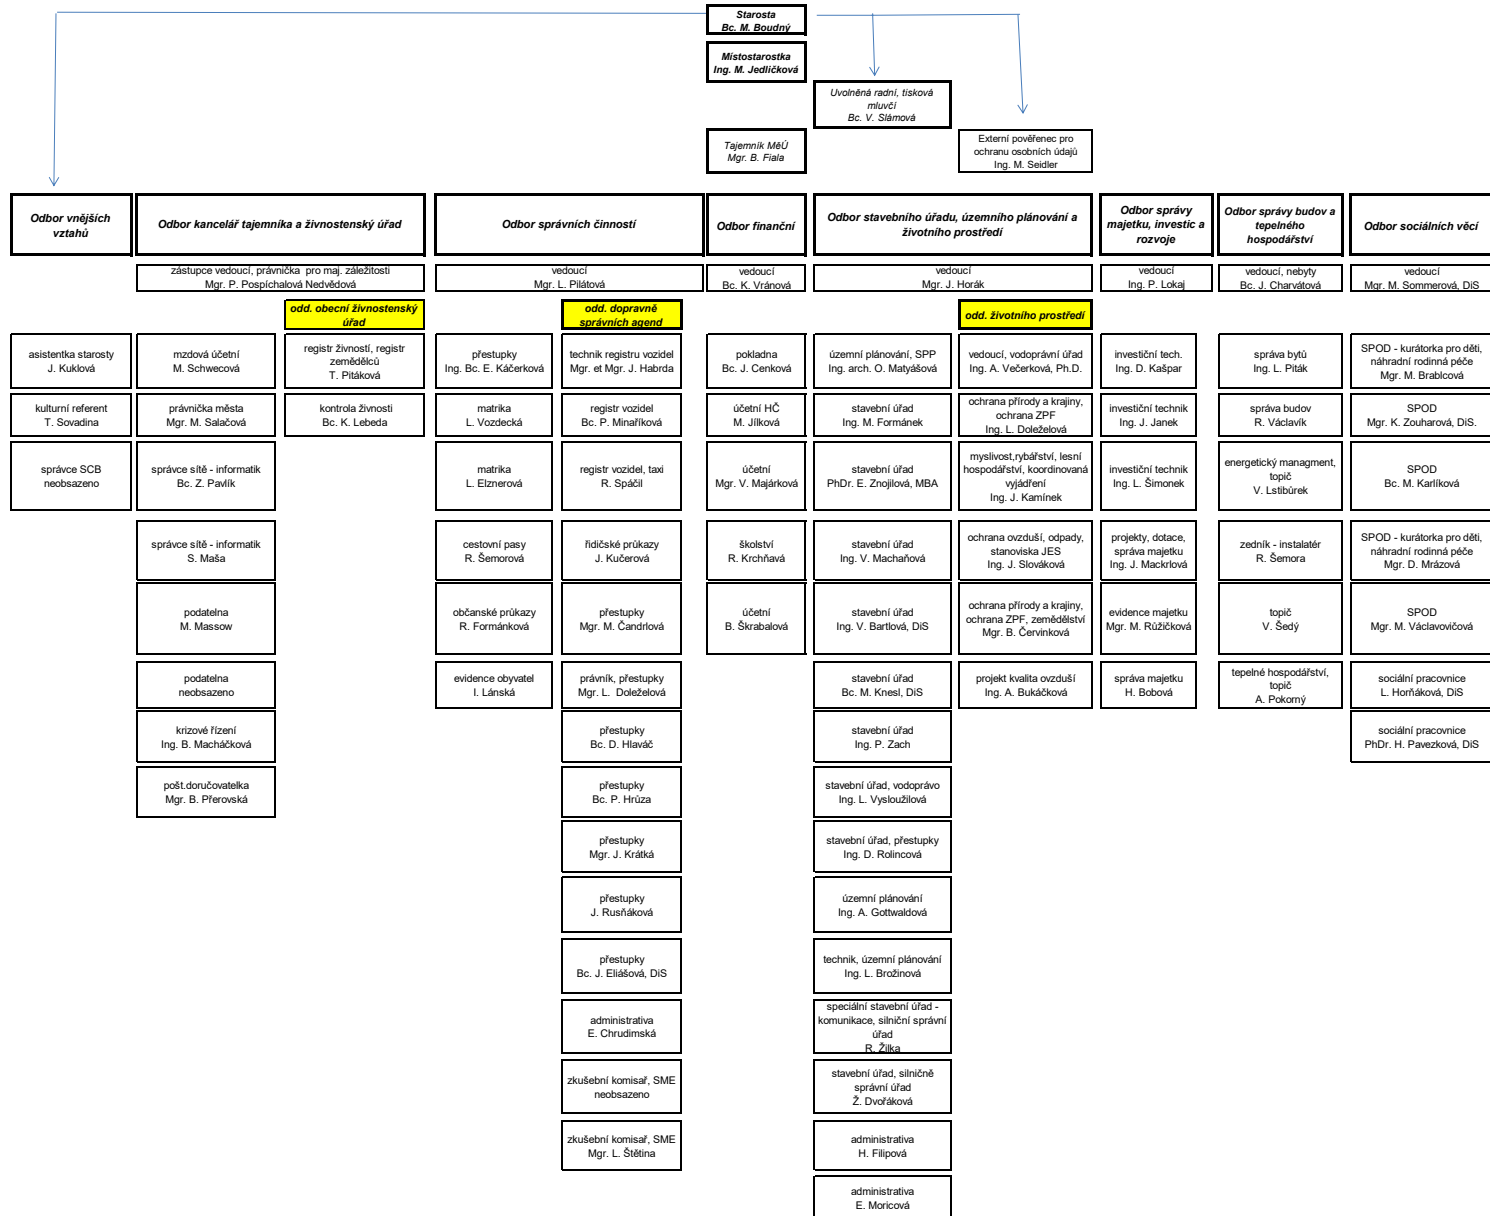 Starosta
Bc. M. Boudný
Místostarostka
Ing. M. Jedličková
Uvolněná radní, tisková
mluvčí
Bc. V. Slámová
Tajemník MěÚ
Mgr. B. Fiala
Externí pověřenec pro
ochranu osobních údajů
Ing. M. Seidler
Odbor vnějších
vztahů
Odbor kancelář tajemníka a živnostenský úřad
Odbor správních činností
Odbor finanční
Odbor stavebního úřadu, územního plánování a
životního prostředí
Odbor správy
majetku, investic a
rozvoje
Odbor správy budov a
tepelného
hospodářství
Odbor sociálních věcí
zástupce vedoucí, právnička pro maj. záležitosti
Mgr. P. Pospíchalová Nedvědová
vedoucí
Mgr. L. Pilátová
vedoucí
Bc. K. Vránová
vedoucí
Mgr. J. Horák
vedoucí
Ing. P. Lokaj
vedoucí, nebyty
Bc. J. Charvátová
vedoucí
Mgr. M. Sommerová, DiS
odd. obecní živnostenský
úřad
odd. dopravně
správních agend
odd. životního prostředí
asistentka starosty
J. Kuklová
mzdová účetní
M. Schwecová
registr živností, registr
zemědělců
T. Pitáková
přestupky
Ing. Bc. E. Káčerková
technik registru vozidel
Mgr. et Mgr. J. Habrda
pokladna
Bc. J. Cenková
územní plánování, SPP
Ing. arch. O. Matyášová
vedoucí, vodoprávní úřad
Ing. A. Večerková, Ph.D.
investiční tech.
Ing. D. Kašpar
správa bytů
Ing. L. Piták
SPOD - kurátorka pro děti,
náhradní rodinná péče
Mgr. M. Brablcová
kulturní referent
T. Sovadina
právnička města
Mgr. M. Salačová
kontrola živnosti
Bc. K. Lebeda
matrika
L. Vozdecká
registr vozidel
Bc. P. Minaříková
účetní HČ
M. Jílková
stavební úřad
Ing. M. Formánek
ochrana přírody a krajiny,
ochrana ZPF
Ing. L. Doleželová
investiční technik
Ing. J. Janek
správa budov
R. Václavík
SPOD
Mgr. K. Zouharová, DiS.
správce SCB
neobsazeno
správce sítě - informatik
Bc. Z. Pavlík
matrika
L. Elznerová
registr vozidel, taxi
R. Spáčil
účetní
Mgr. V. Majárková
stavební úřad
PhDr. E. Znojilová, MBA
myslivost,rybářství, lesní
hospodářství, koordinovaná
vyjádření
Ing. J. Kamínek
investiční technik
Ing. L. Šimonek
energetický managment,
topič
V. Lstibůrek
SPOD
Bc. M. Karlíková
správce sítě - informatik
S. Maša
cestovní pasy
R. Šemorová
řidičské průkazy
J. Kučerová
školství
R. Krchňavá
stavební úřad
Ing. V. Machaňová
ochrana ovzduší, odpady,
stanoviska JES
Ing. J. Slováková
projekty, dotace,
správa majetku
Ing. J. Mackrlová
zedník - instalatér
R. Šemora
SPOD - kurátorka pro děti,
náhradní rodinná péče
Mgr. D. Mrázová
podatelna
M. Massow
občanské průkazy
R. Formánková
přestupky
Mgr. M. Čandrlová
účetní
B. Škrabalová
stavební úřad
Ing. V. Bartlová, DiS
ochrana přírody a krajiny,
ochrana ZPF, zemědělství
Mgr. B. Červinková
evidence majetku
Mgr. M. Růžičková
topič
V. Šedý
SPOD
Mgr. M. Václavovičová
podatelna
neobsazeno
evidence obyvatel
I. Lánská
právník, přestupky
Mgr. L. Doleželová
stavební úřad
Bc. M. Knesl, DiS
projekt kvalita ovzduší
Ing. A. Bukáčková
správa majetku
H. Bobová
tepelné hospodářství,
topič
A. Pokorný
sociální pracovnice
L. Horňáková, DiS
krizové řízení
Ing. B. Macháčková
přestupky
Bc. D. Hlaváč
stavební úřad
Ing. P. Zach
sociální pracovnice
PhDr. H. Pavezková, DiS
pošt.doručovatelka
Mgr. B. Přerovská
přestupky
Bc. P. Hrůza
stavební úřad, vodoprávo
Ing. L. Vysloužilová
přestupky
Mgr. J. Krátká
stavební úřad, přestupky
Ing. D. Rolincová
přestupky
J. Rusňáková
územní plánování
Ing. A. Gottwaldová
přestupky
Bc. J. Eliášová, DiS
technik, územní plánování
Ing. L. Brožinová
administrativa
E. Chrudimská
speciální stavební úřad -
komunikace, silniční správní
úřad
R. Žilka
zkušební komisař, SME
neobsazeno
stavební úřad, silničně
správní úřad
Ž. Dvořáková
zkušební komisař, SME
Mgr. L. Štětina
administrativa
H. Filipová
administrativa
E. Moricová